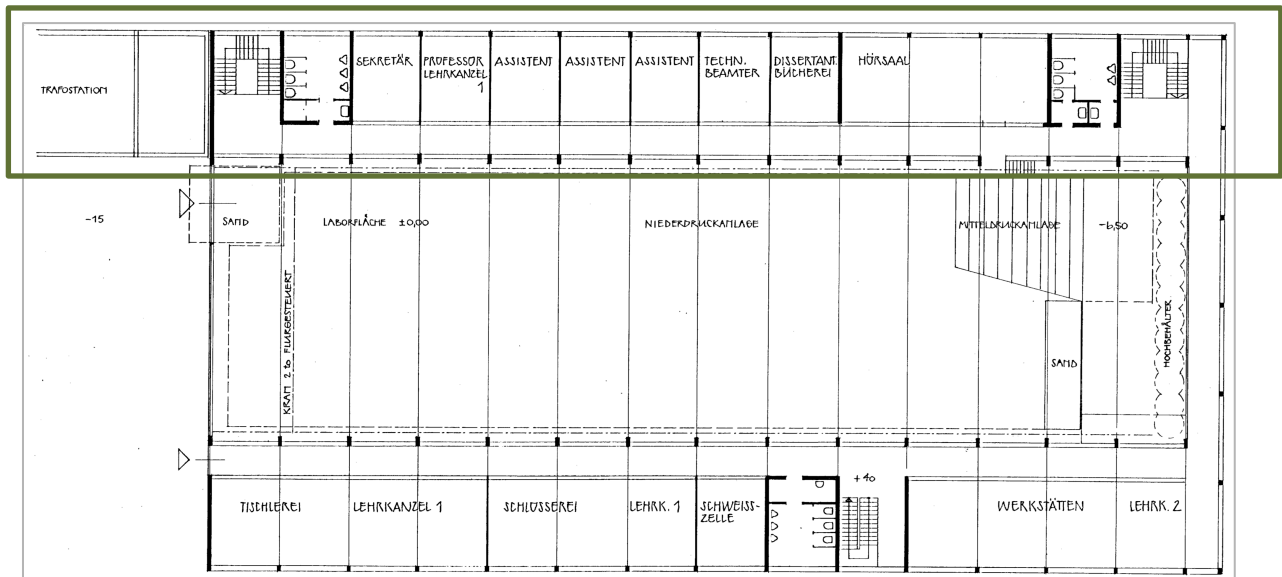 TRAFOSTATION
SEKRETÄR
PROFESSOR
LEHRKANZEL
1
ASSISTENT
ASSISTENT
ASSISTENT
TECHN.
BEAMTER
DISSERTANT.
BÜCHEREI
HÖRSAAL
-15
SAND
LABORFLÄCHE ±0,00
NIEDERDRUCKANLAGE
MITTELDRUCKANLAGE
-6,50
KRAN 2 to FLURGESTEUERT
HOCHBEHÄLTER
SAND
+40
TISCHLEREI
LEHRKANZEL 1
SCHLOSSEREI
LEHRK. 1
SCHWEISS-
ZELLE
WERKSTÄTTEN
LEHRK. 2